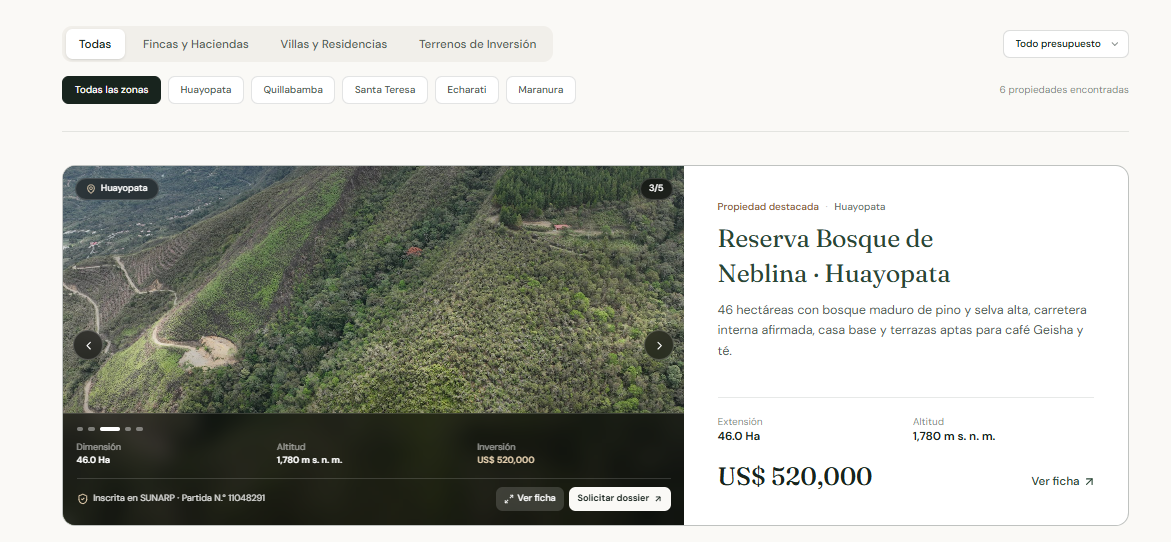 Todas Fincas y Haciendas Villas y Residencias Terrenos de Inversión Todo presupuesto
Todas las zonas Huayopata Quillabamba Santa Teresa Echarati Maranura 6 propiedades encontradas
Huayopata 3/5
Dimensión Altitud Inversión
46.0 Ha 1,780 m s. n. m. US$ 520,000
Inscrita en SUNARP · Partida N.° 11048291 Ver ficha Solicitar dossier
Propiedad destacada · Huayopata
Reserva Bosque de
Neblina · Huayopata
46 hectáreas con bosque maduro de pino y selva alta, carretera
interna afirmada, casa base y terrazas aptas para café Geisha y
té.
Extensión Altitud
46.0 Ha 1,780 m s. n. m.
US$ 520,000 Ver ficha